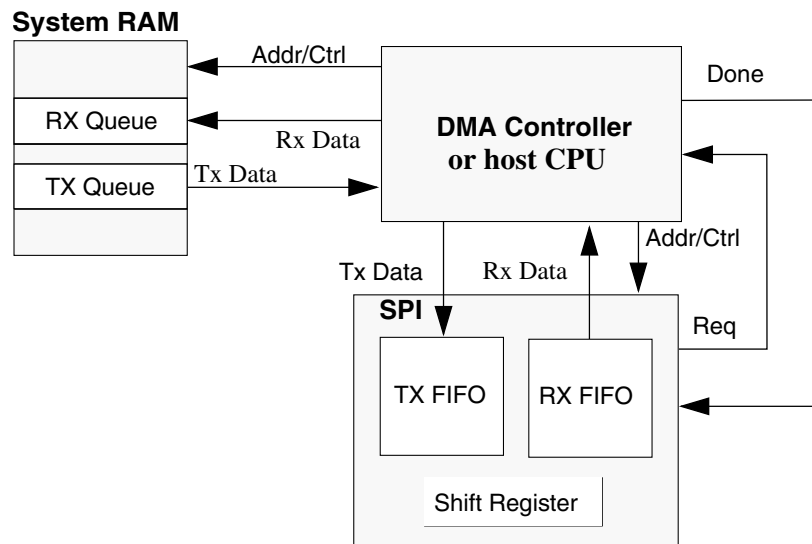 System RAM
Addr/Ctrl
Done
RX Queue
Rx Data
DMA Controller
or host CPU
TX Queue
Tx Data
Addr/Ctrl
Tx Data
Rx Data
SPI
Req
TX FIFO
RX FIFO
Shift Register